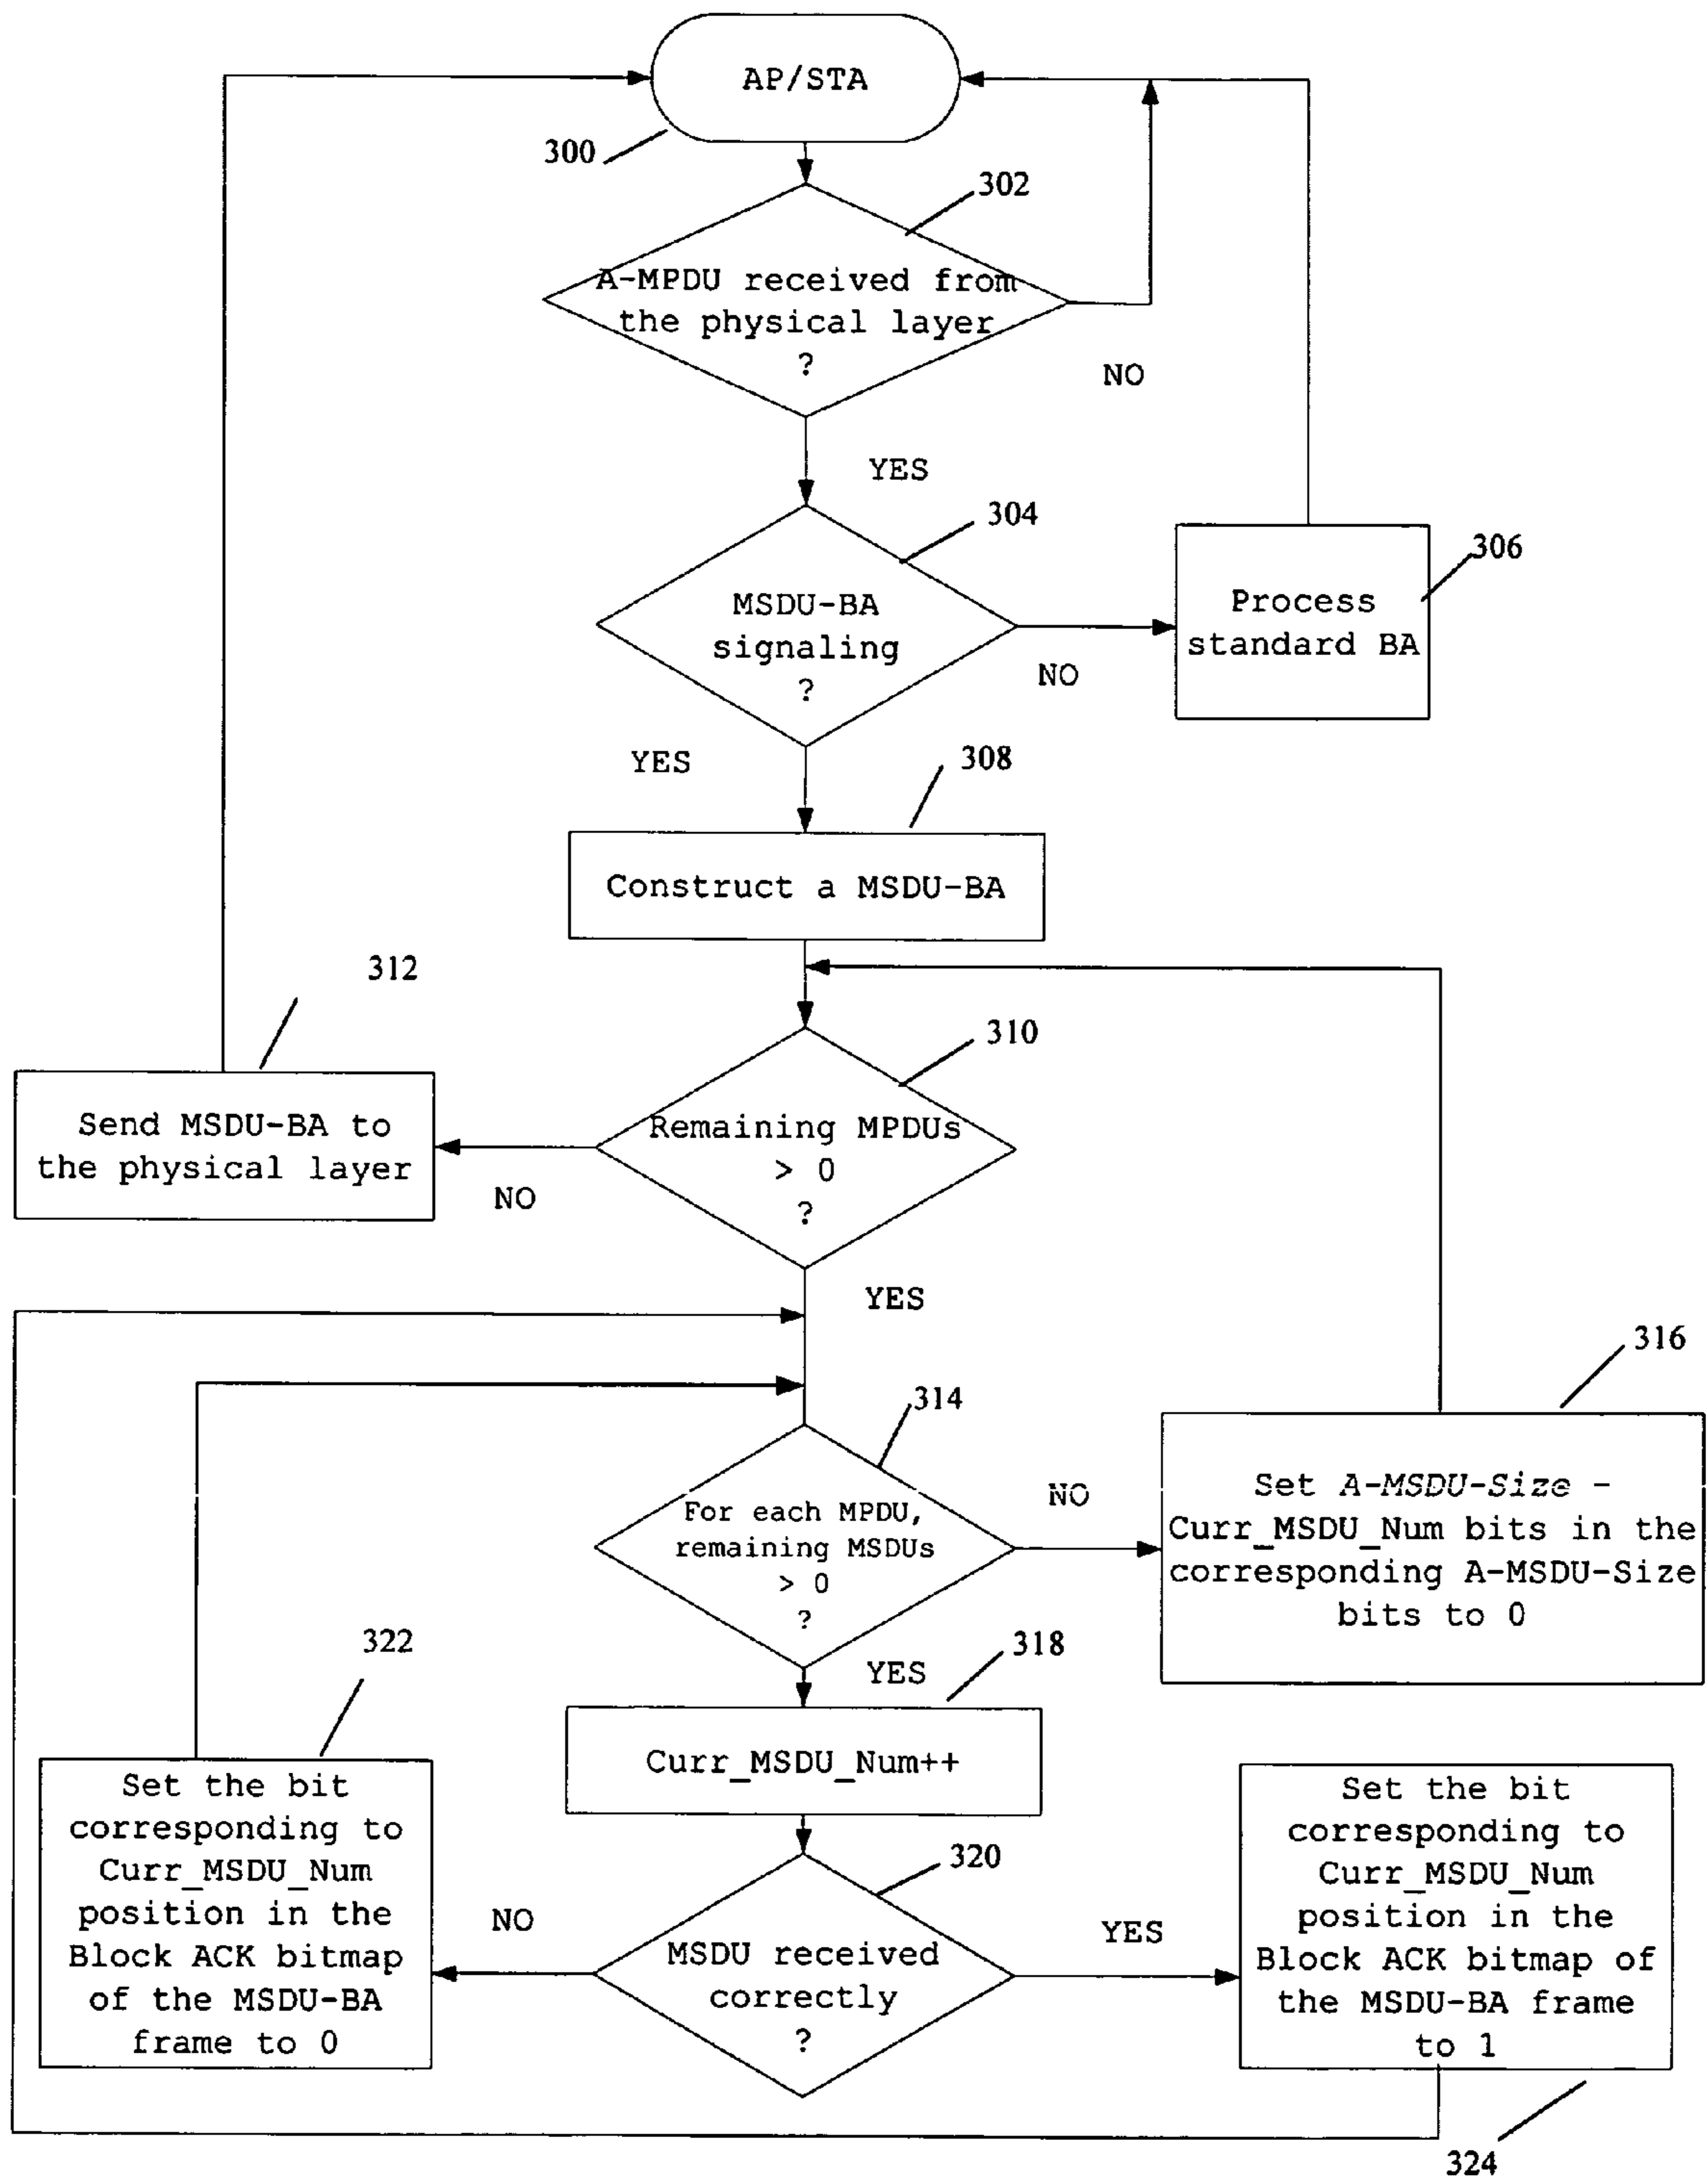 AP/STA
300
302
A-MPDU received from
the physical layer
?
NO
YES
304
MSDU-BA
signaling
?
NO
306
Process
standard BA
YES
308
Construct a MSDU-BA
312
310
Send MSDU-BA to
the physical layer
Remaining MPDUs
> 0
?
NO
YES
316
314
For each MPDU,
remaining MSDUs
> 0
?
NO
Set A-MSDU-Size -
Curr_MSDU_Num bits in the
corresponding A-MSDU-Size
bits to 0
322
318
YES
Curr_MSDU_Num++
Set the bit
corresponding to
Curr_MSDU_Num
position in the
Block ACK bitmap
of the MSDU-BA
frame to 0
320
NO
MSDU received
correctly
?
YES
Set the bit
corresponding to
Curr_MSDU_Num
position in the
Block ACK bitmap of
the MSDU-BA frame
to 1
324